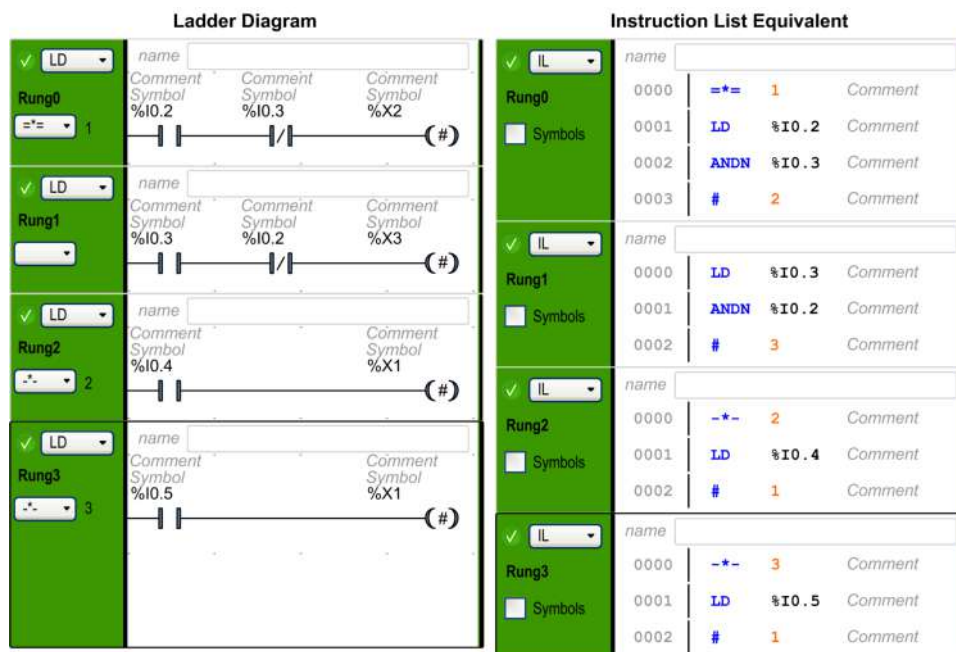 Ladder Diagram
LD
name
Comment Comment Comment
Rung0
Symbol Symbol Symbol
%I0.2 %I0.3 %X2
=*= 1
(#)
LD
name
Comment Comment Comment
Rung1
Symbol Symbol Symbol
%I0.3 %I0.2 %X3
(#)
LD
name
Comment Comment
Rung2
Symbol Symbol
%I0.4 %X1
-*- 2
(#)
LD
name
Comment Comment
Rung3
Symbol Symbol
%I0.5 %X1
-*- 3
(#)
Instruction List Equivalent
IL
name
Rung0
Symbols
0000 =*= 1 Comment
0001 LD %I0.2 Comment
0002 ANDN %I0.3 Comment
0003 # 2 Comment
IL
name
Rung1
Symbols
0000 LD %I0.3 Comment
0001 ANDN %I0.2 Comment
0002 # 3 Comment
IL
name
Rung2
Symbols
0000 -*- 2 Comment
0001 LD %I0.4 Comment
0002 # 1 Comment
IL
name
Rung3
Symbols
0000 -*- 3 Comment
0001 LD %I0.5 Comment
0002 # 1 Comment